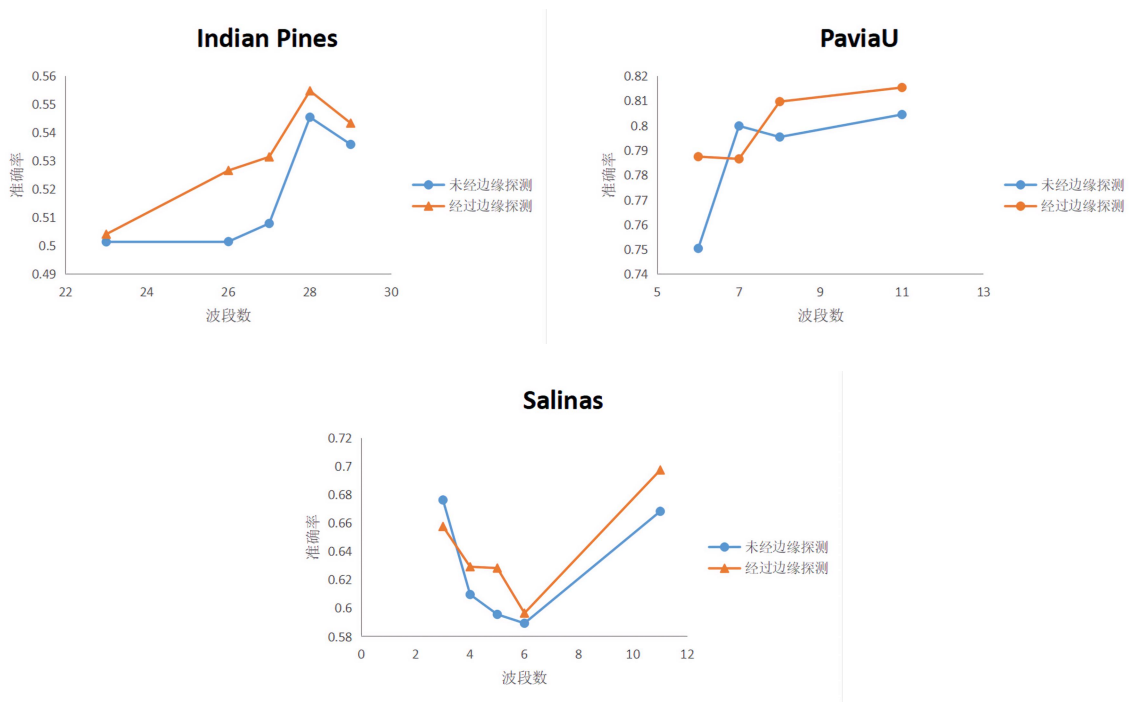 Indian Pines
0.56
0.55
0.54
0.53
0.52
0.51
0.5
0.49
22 24 26 28 30
准确率
波段数
未经边缘探测
经过边缘探测
PaviaU
0.82
0.81
0.8
0.79
0.78
0.77
0.76
0.75
0.74
5 7 9 11 13
准确率
波段数
未经边缘探测
经过边缘探测
Salinas
0.72
0.7
0.68
0.66
0.64
0.62
0.6
0.58
0 2 4 6 8 10 12
准确率
波段数
未经边缘探测
经过边缘探测